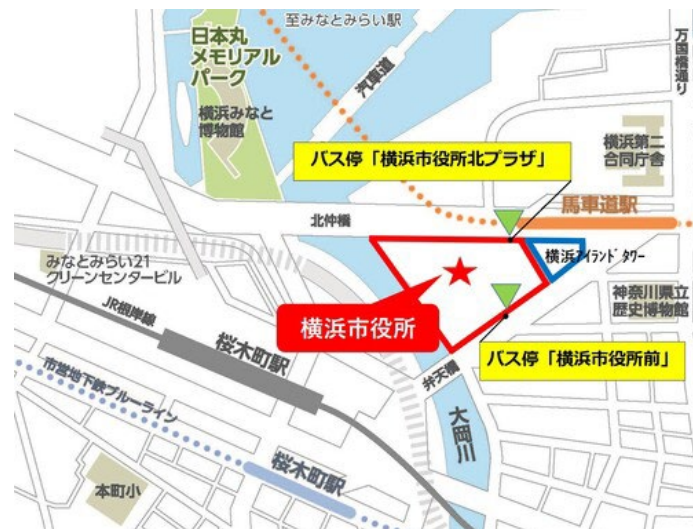 至みなとみらい駅
日本丸
メモリアル
パーク
汽車道
万国橋通り
横浜みなと
博物館
横浜第二
合同庁舎
バス停「横浜市役所北プラザ」
馬車道駅
北仲橋
横浜アイランドタワー
みなとみらい21
クリーンセンタービル
神奈川県立
歴史博物館
JR根岸線
横浜市役所
桜木町駅
バス停「横浜市役所前」
弁天橋
市営地下鉄ブルーライン
大岡川
桜木町駅
本町小